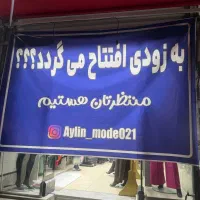 به زودی افتتاح می گردد؟؟؟
منتظرتان هستیم
Aylin_mode021